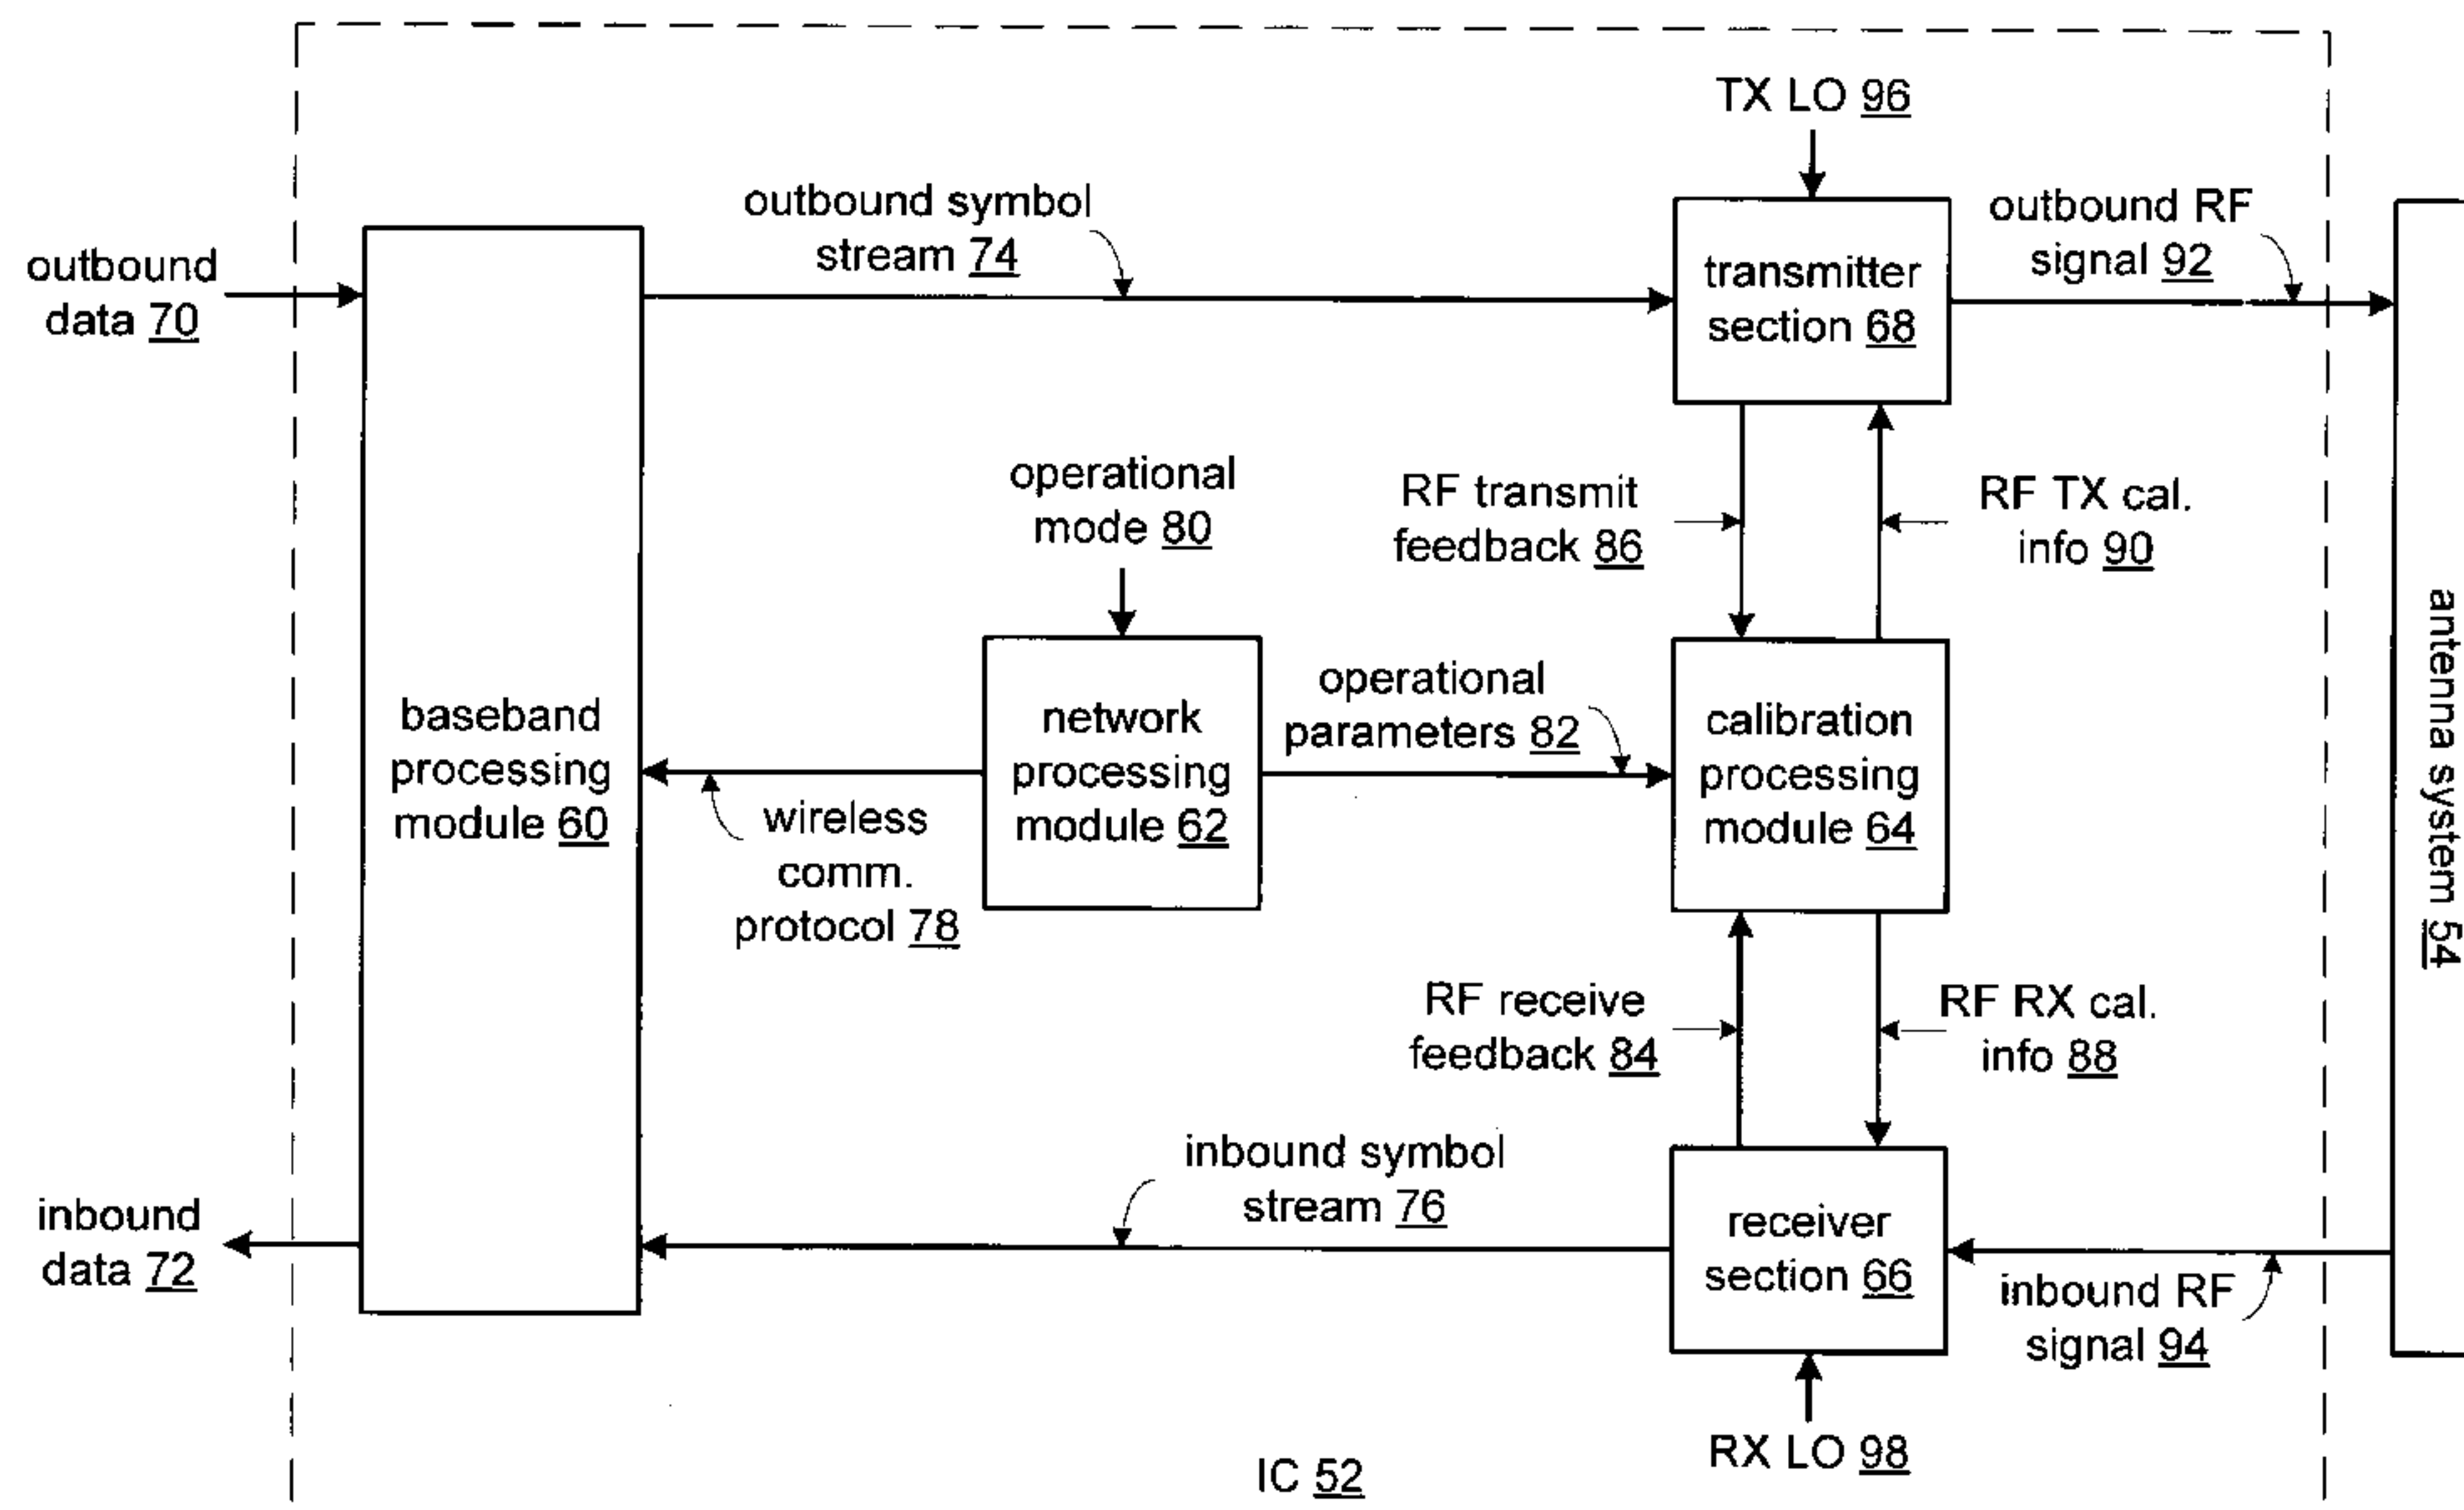 TX LO 96
outbound symbol
stream 74
outbound RF
signal 92
outbound
data 70
transmitter
section 68
operational
mode 80
RF transmit
feedback 86
RF TX cal.
info 90
baseband
processing
module 60
network
processing
module 62
operational
parameters 82
calibration
processing
module 64
antenna system 54
wireless
comm.
protocol 78
RF receive
feedback 84
RF RX cal.
info 88
inbound symbol
stream 76
inbound
data 72
receiver
section 66
inbound RF
signal 94
RX LO 98
IC 52